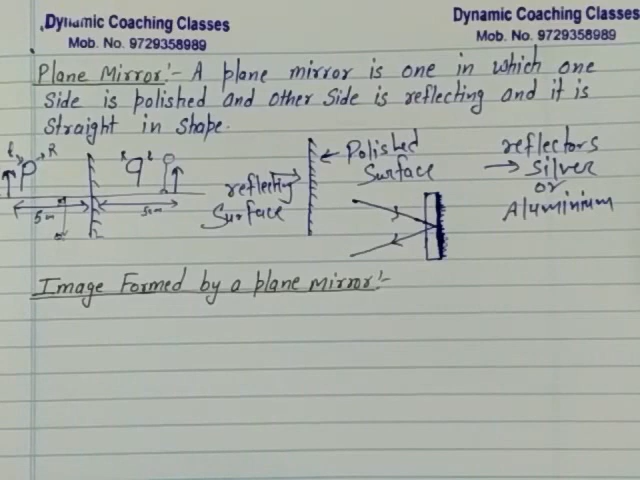 Dynamic Coaching Classes
Mob. No. 9729358989
Dynamic Coaching Classes
Mob. No. 9729358989
Plane Mirror:- A plane mirror is one in which one
Side is polished and other side is reflecting and it is
Straight in shape.
L R
P
R L
q
5m
5m
reflecting
Surface
Polished
Surface
reflectors
→ Silver
or
Aluminium
Image Formed by a plane mirror:-